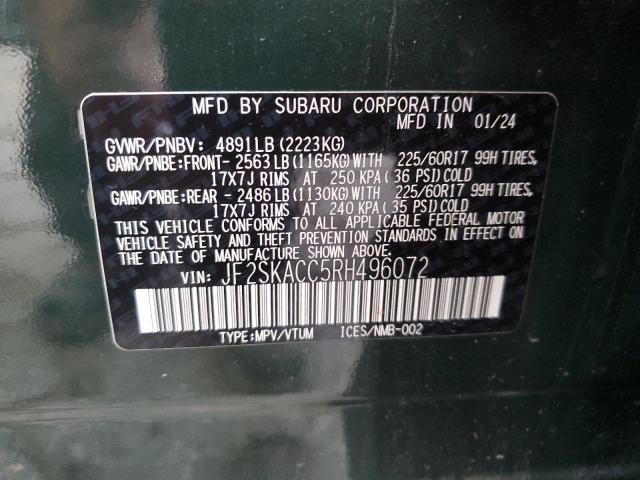 MFD BY SUBARU CORPORATION
MFD IN 01/24
GVWR/PNBV: 4891LB (2223KG)
GAWR/PNBE:FRONT- 2563LB (1165KG) WITH 225/60R17 99H TIRES,
17X7J RIMS AT 250 KPA (36 PSI) COLD
GAWR/PNBE:REAR - 2486LB (1130KG) WITH 225/60R17 99H TIRES,
17X7J RIMS AT 240 KPA (35 PSI) COLD
THIS VEHICLE CONFORMS TO ALL APPLICABLE FEDERAL MOTOR
VEHICLE SAFETY AND THEFT PREVENTION STANDARDS IN EFFECT ON
THE DATE OF MANUFACTURE SHOWN ABOVE.
VIN: JF2SKACC5RH496072
TYPE:MPV/VTUM ICES/NMB-002